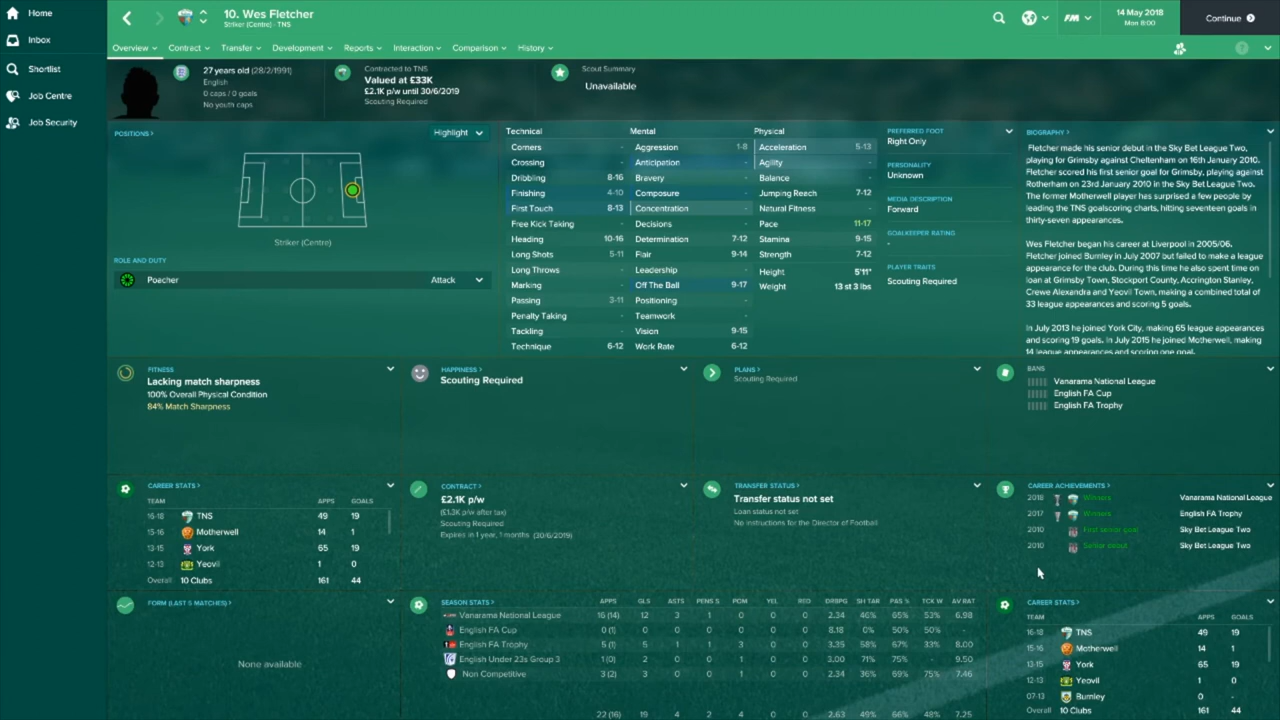 Home
Inbox
Shortlist
Job Centre
Job Security
10. Wes Fletcher
Striker (Centre) - TNS
FM
14 May 2018
Mon 8:00
Continue
Overview Contract Transfer Development Reports Interaction Comparison History
27 years old (28/2/1991)
English
0 caps / 0 goals
No youth caps
Contracted to TNS
Valued at £33K
£2.1K p/w until 30/6/2019
Scouting Required
Scout Summary
Unavailable
POSITIONS
Highlight
Striker (Centre)
ROLE AND DUTY
Poacher Attack
Technical
Corners -
Crossing -
Dribbling 8-16
Finishing 4-10
First Touch 8-13
Free Kick Taking -
Heading 10-16
Long Shots 5-11
Long Throws -
Marking -
Passing 3-11
Penalty Taking -
Tackling -
Technique 6-12
Mental
Aggression 1-8
Anticipation -
Bravery -
Composure -
Concentration -
Decisions -
Determination 7-12
Flair 9-14
Leadership -
Off The Ball 9-17
Positioning -
Teamwork -
Vision 9-15
Work Rate 6-12
Physical
Acceleration 5-13
Agility -
Balance -
Jumping Reach 7-12
Natural Fitness -
Pace 11-17
Stamina 9-15
Strength 7-12
Height 5'11"
Weight 13 st 3 lbs
PREFERRED FOOT
Right Only
PERSONALITY
Unknown
MEDIA DESCRIPTION
Forward
GOALKEEPER RATING
-
PLAYER TRAITS
Scouting Required
BIOGRAPHY
Fletcher made his senior debut in the Sky Bet League Two,
playing for Grimsby against Cheltenham on 16th January 2010.
Fletcher scored his first senior goal for Grimsby, playing against
Rotherham on 23rd January 2010 in the Sky Bet League Two.
The former Motherwell player has surprised a few people by
leading the TNS goalscoring charts, hitting seventeen goals in
thirty-seven appearances.
Wes Fletcher began his career at Liverpool in 2005/06.
Fletcher joined Burnley in July 2007 but failed to make a league
appearance for the club. During this time he also spent time on
loan at Grimsby Town, Stockport County, Accrington Stanley,
Crewe Alexandra and Yeovil Town, making a combined total of
33 league appearances and scoring 5 goals.
In July 2013 he joined York City, making 65 league appearances
and scoring 19 goals. In July 2015 he joined Motherwell, making
14 league appearances and scoring one goal.
FITNESS
Lacking match sharpness
100% Overall Physical Condition
84% Match Sharpness
HAPPINESS
Scouting Required
PLANS
Scouting Required
BANS
Vanarama National League
English FA Cup
English FA Trophy
CAREER STATS
TEAM APPS GOALS
16-18 TNS 49 19
15-16 Motherwell 14 1
13-15 York 65 19
12-13 Yeovil 1 0
Overall 10 Clubs 161 44
CONTRACT
£2.1K p/w
(£1.3K p/w after tax)
Scouting Required
Expires in 1 year, 1 months (30/6/2019)
TRANSFER STATUS
Transfer status not set
Loan status not set
No instructions for the Director of Football
CAREER ACHIEVEMENTS
2018 Winners Vanarama National League
2017 Winners English FA Trophy
2010 First senior goal Sky Bet League Two
2010 Senior debut Sky Bet League Two
FORM (LAST 5 MATCHES)
None available
SEASON STATS APPS GLS ASTS PENS S. POM YEL RED DRBPG SH TAR PAS % TCK W AV RAT
Vanarama National League 16 (14) 12 3 1 0 0 0 2.34 46% 65% 53% 6.98
English FA Cup 0 (1) 0 0 0 0 0 0 8.18 0% 50% 50% -
English FA Trophy 5 (1) 5 1 1 3 0 0 3.35 58% 67% 33% 8.00
English Under 23s Group 3 1 (0) 2 0 0 1 0 0 3.00 71% 75% - 9.50
Non Competitive 3 (2) 3 0 0 1 0 0 2.34 36% 69% 75% 7.46
22 (16) 19 4 2 4 0 0 2.63 49% 66% 48% 7.25
CAREER STATS
TEAM APPS GOALS
16-18 TNS 49 19
15-16 Motherwell 14 1
13-15 York 65 19
12-13 Yeovil 1 0
07-13 Burnley 0 -
Overall 10 Clubs 161 44